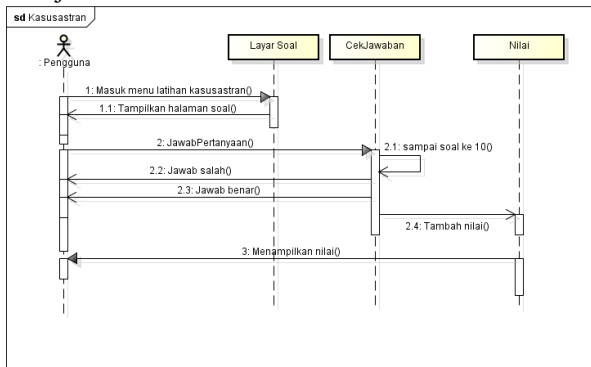 sd Kasusastran
: Pengguna
Layar Soal
CekJawaban
Nilai
1: Masuk menu latihan kasusastran()
1.1: Tampilkan halaman soal()
2: JawabPertanyaan()
2.1: sampai soal ke 10()
2.2: Jawab salah()
2.3: Jawab benar()
2.4: Tambah nilai()
3: Menampilkan nilai()